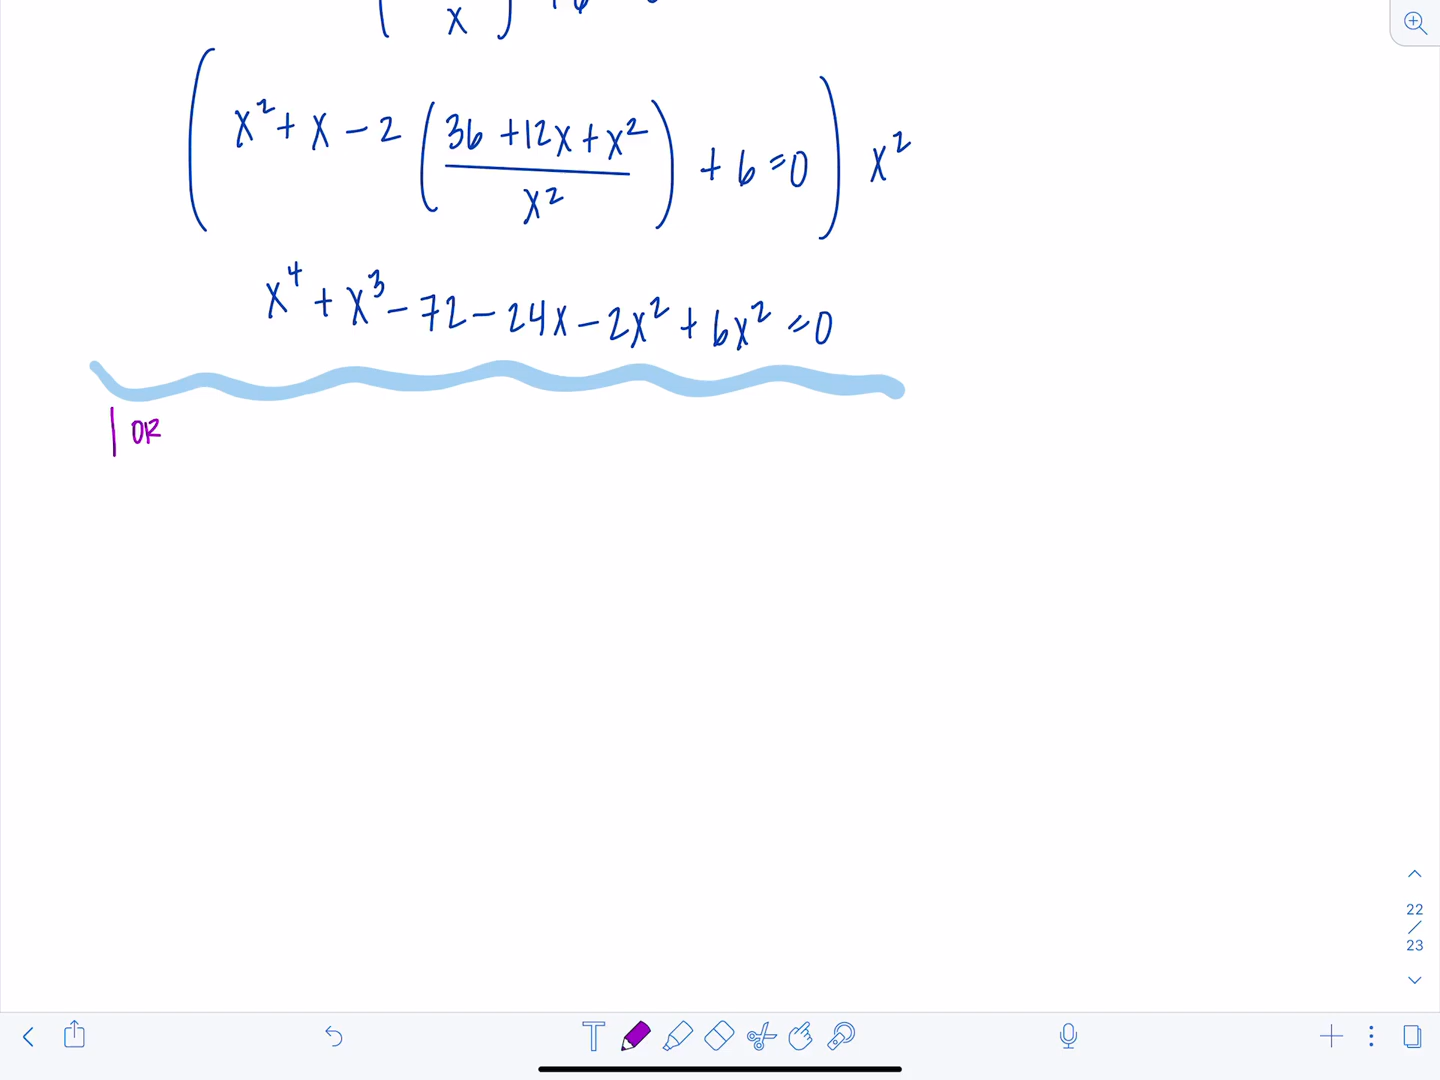 x
( x² + x - 2 ( (36 + 12x + x²) / x² ) + 6 = 0 ) x²
x⁴ + x³ - 72 - 24x - 2x² + 6x² = 0
| OR
22
/
23
T